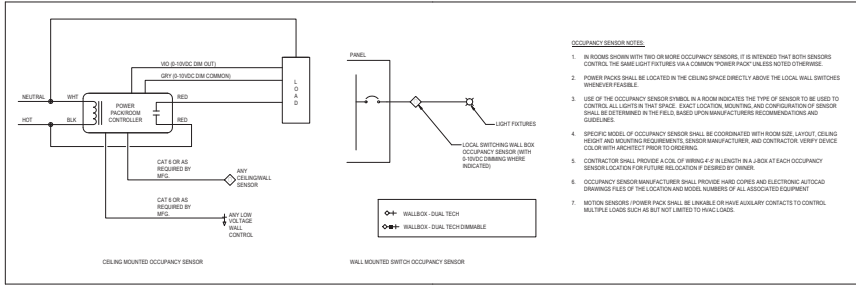 VIO (0-10VDC DIM OUT)
GRY (0-10VDC DIM COMMON)
L
O
A
D
NEUTRAL
WHT
HOT
BLK
POWER
PACK/ROOM
CONTROLLER
RED
RED
CAT 6 OR AS
REQUIRED BY
MFG.
ANY
CEILING/WALL
SENSOR
CAT 6 OR AS
REQUIRED BY
MFG.
ANY LOW
VOLTAGE
WALL
CONTROL
CEILING MOUNTED OCCUPANCY SENSOR
PANEL
LIGHT FIXTURES
LOCAL SWITCHING WALL BOX
OCCUPANCY SENSOR (WITH
0-10VDC DIMMING WHERE
INDICATED)
WALLBOX - DUAL TECH
WALLBOX - DUAL TECH DIMMABLE
WALL MOUNTED SWITCH OCCUPANCY SENSOR
OCCUPANCY SENSOR NOTES:
1. IN ROOMS WITH TWO OR MORE OCCUPANCY SENSORS, IT IS INTENDED THAT BOTH SENSORS
CONTROL THE SAME LIGHT FIXTURES VIA A COMMON "POWER PACK" UNLESS NOTED OTHERWISE.
2. POWER PACKS SHALL BE LOCATED IN THE CEILING SPACE DIRECTLY ABOVE THE LOCAL WALL SWITCHES
WHENEVER FEASIBLE.
3. USE OF THE OCCUPANCY SENSOR SYMBOL IN A ROOM INDICATES THE TYPE OF SENSOR TO BE USED TO
CONTROL ALL LIGHTS IN THAT SPACE. EXACT LOCATION, MOUNTING, AND CONFIGURATION OF SENSOR
SHALL BE DETERMINED IN THE FIELD, BASED UPON MANUFACTURERS RECOMMENDATIONS AND
GUIDELINES.
4. SPECIFIC MODEL OF OCCUPANCY SENSOR SHALL BE COORDINATED WITH ROOM SIZE, LAYOUT, CEILING
HEIGHT AND MOUNTING REQUIREMENTS, SENSOR MANUFACTURER, AND CONTRACTOR. VERIFY DEVICE
COLOR WITH ARCHITECT PRIOR TO ORDERING.
5. CONTRACTOR SHALL PROVIDE A COIL OF WIRING 4'-5' IN LENGTH IN A J-BOX AT EACH OCCUPANCY
SENSOR LOCATION FOR FUTURE RELOCATION IF DESIRED BY OWNER.
6. OCCUPANCY SENSOR MANUFACTURER SHALL PROVIDE HARD COPIES AND ELECTRONIC AUTOCAD
DRAWINGS FILES OF THE LOCATION AND MODEL NUMBERS OF ALL ASSOCIATED EQUIPMENT
7. MOTION SENSORS / POWER PACK SHALL BE LINKABLE OR HAVE AUXILARY CONTACTS TO CONTROL
MULTIPLE LOADS SUCH AS BUT NOT LIMITED TO HVAC LOADS.